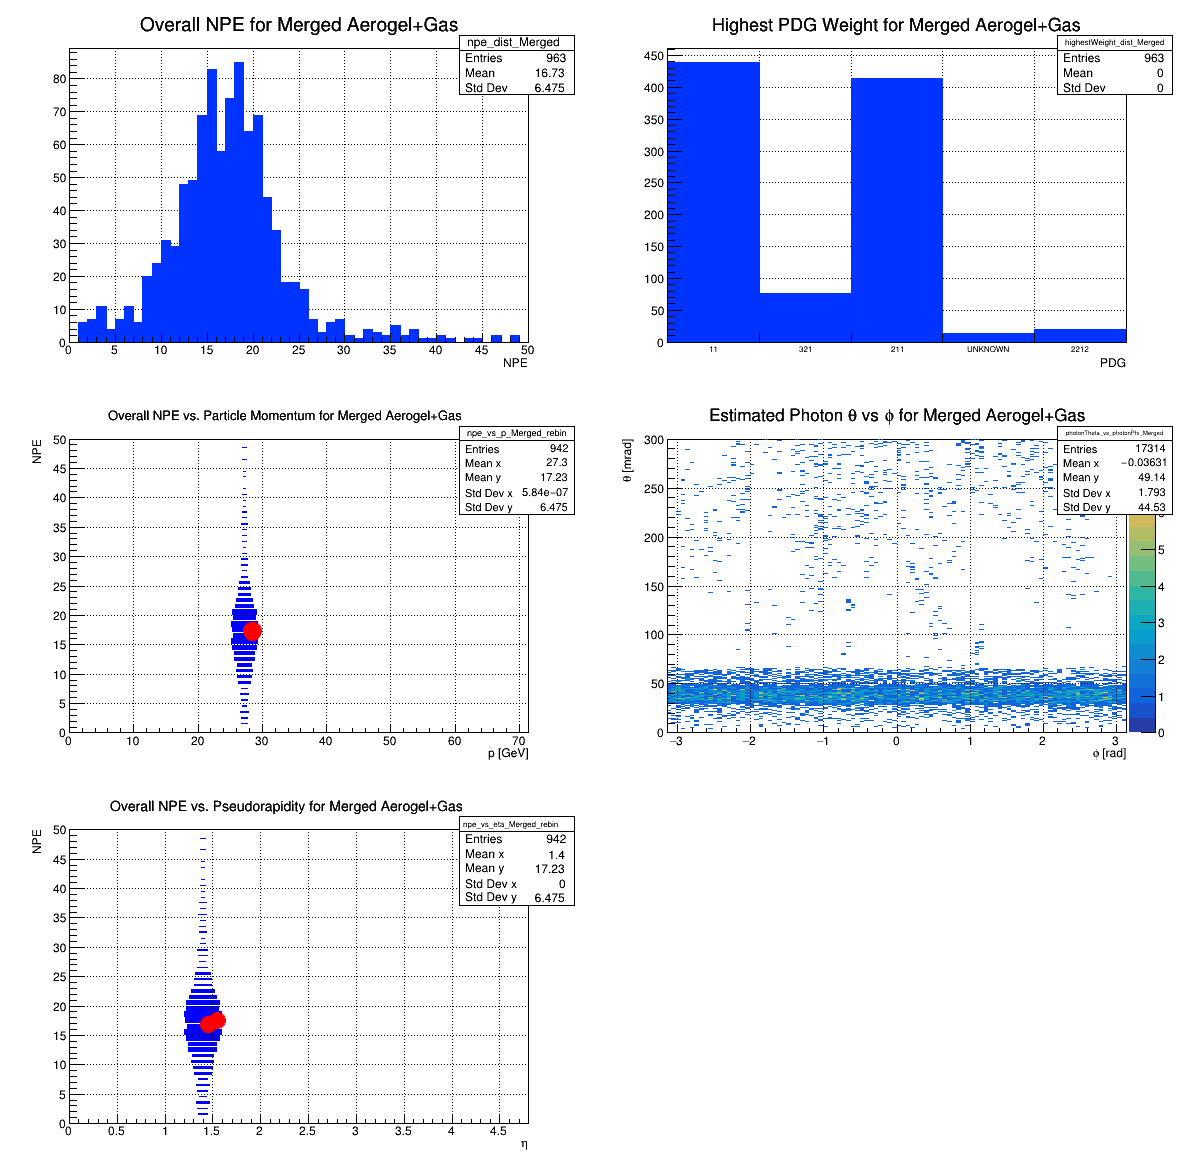 Overall NPE for Merged Aerogel+Gas
npe_dist_Merged
Entries 963
Mean 16.73
Std Dev 6.475
80
70
60
50
40
30
20
10
0
0 5 10 15 20 25 30 35 40 45 50
NPE
Highest PDG Weight for Merged Aerogel+Gas
highestWeight_dist_Merged
Entries 963
Mean 0
Std Dev 0
450
400
350
300
250
200
150
100
50
0
11 321 211 UNKNOWN 2212
PDG
Overall NPE vs. Particle Momentum for Merged Aerogel+Gas
npe_vs_p_Merged_rebin
Entries 942
Mean x 27.3
Mean y 17.23
Std Dev x 5.84e-07
Std Dev y 6.475
NPE
50
45
40
35
30
25
20
15
10
5
0
0 10 20 30 40 50 60 70
p [GeV]
Estimated Photon θ vs ϕ for Merged Aerogel+Gas
photonTheta_vs_photonPhi_Merged
Entries 17314
Mean x −0.03631
Mean y 49.14
Std Dev x 1.793
Std Dev y 44.53
θ [mrad]
300
250
200
150
100
50
0
−3 −2 −1 0 1 2 3
ϕ [rad]
5
4
3
2
1
0
Overall NPE vs. Pseudorapidity for Merged Aerogel+Gas
npe_vs_eta_Merged_rebin
Entries 942
Mean x 1.4
Mean y 17.23
Std Dev x 0
Std Dev y 6.475
NPE
50
45
40
35
30
25
20
15
10
5
0
0 0.5 1 1.5 2 2.5 3 3.5 4 4.5
η